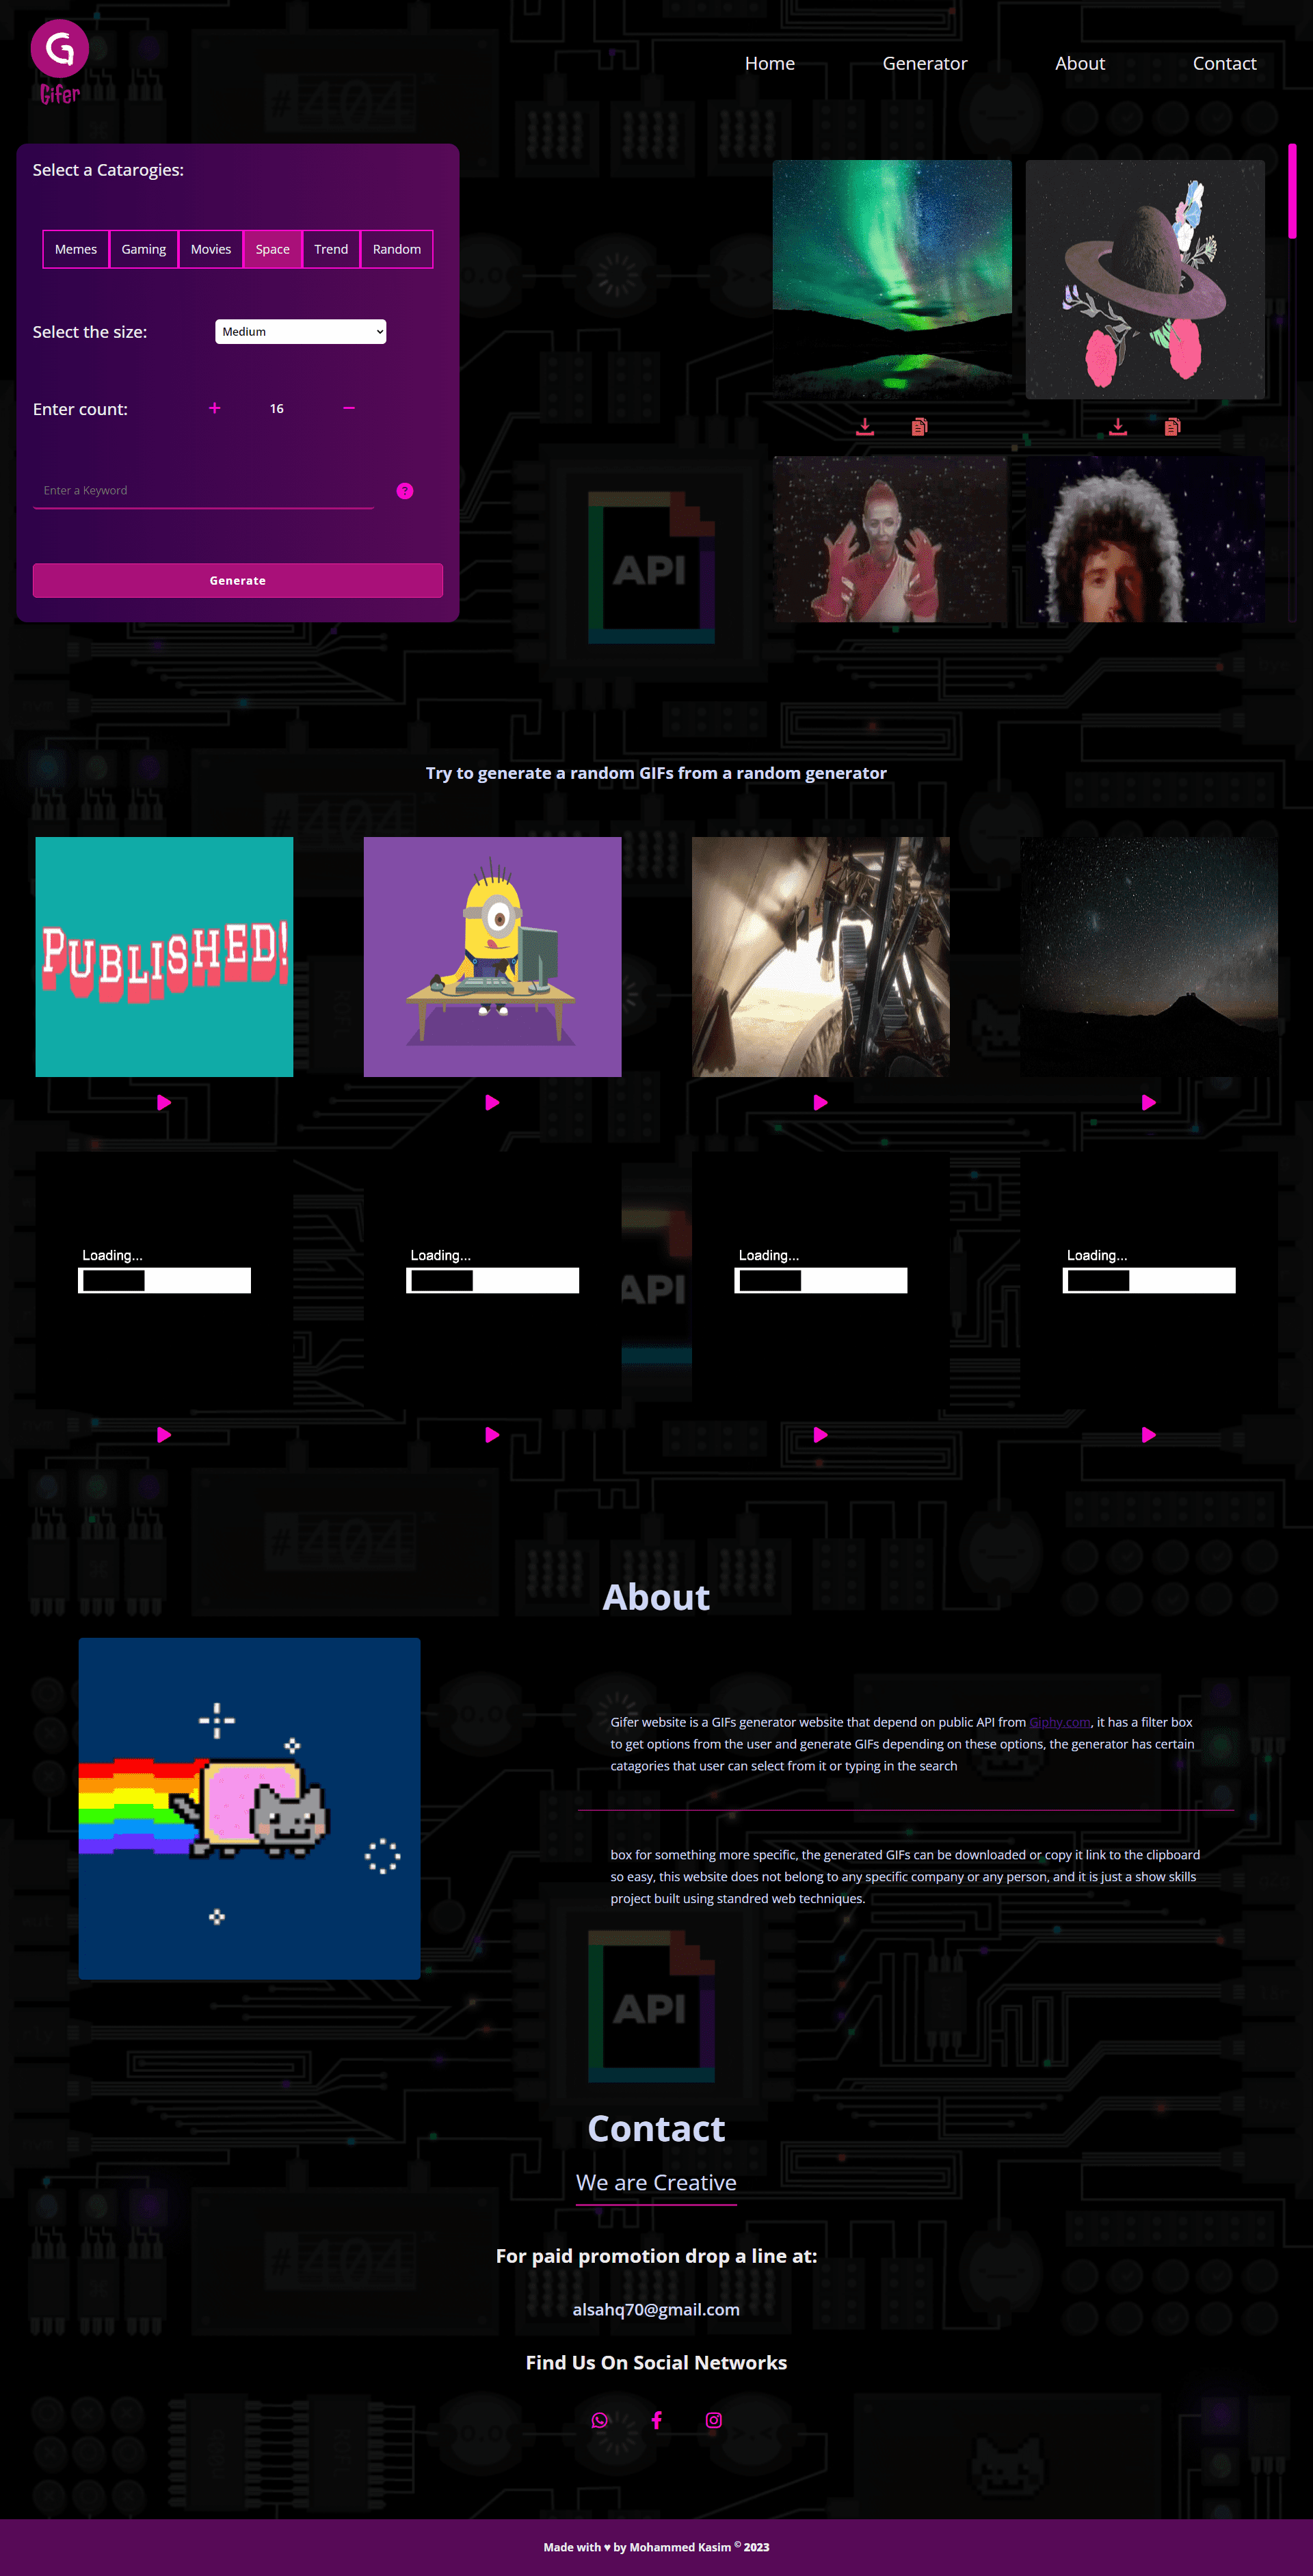 G
Gifer
Home
Generator
About
Contact
Select a Catarogies:
Memes
Gaming
Movies
Space
Trend
Random
Select the size:
Medium
Enter count:
+
16
−
Enter a Keyword
?
Generate
#404
API
Try to generate a random GIFs from a random generator
PUBLISHED!
Loading...
Loading...
Loading...
Loading...
API
#404
About
Gifer website is a GIFs generator website that depend on public API from Giphy.com, it has a filter box
to get options from the user and generate GIFs depending on these options, the generator has certain
catagories that user can select from it or typing in the search
box for something more specific, the generated GIFs can be downloaded or copy it link to the clipboard
so easy, this website does not belong to any specific company or any person, and it is just a show skills
project built using standred web techniques.
API
Contact
We are Creative
#404
For paid promotion drop a line at:
alsahq70@gmail.com
Find Us On Social Networks
Made with ♥ by Mohammed Kasim © 2023